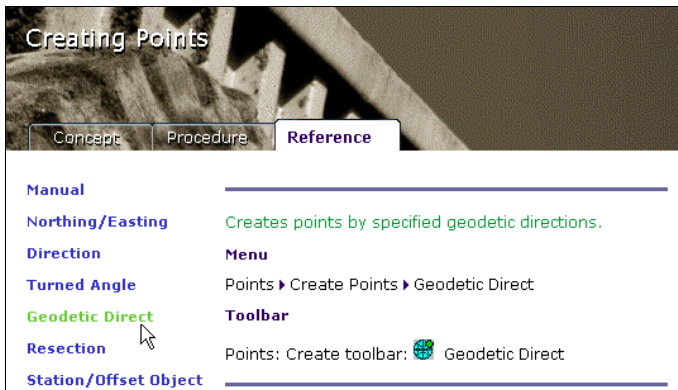 Creating Points
Concept Procedure Reference
Manual
Northing/Easting
Direction
Turned Angle
Geodetic Direct
Resection
Station/Offset Object
Creates points by specified geodetic directions.
Menu
Points ▸ Create Points ▸ Geodetic Direct
Toolbar
Points: Create toolbar: Geodetic Direct